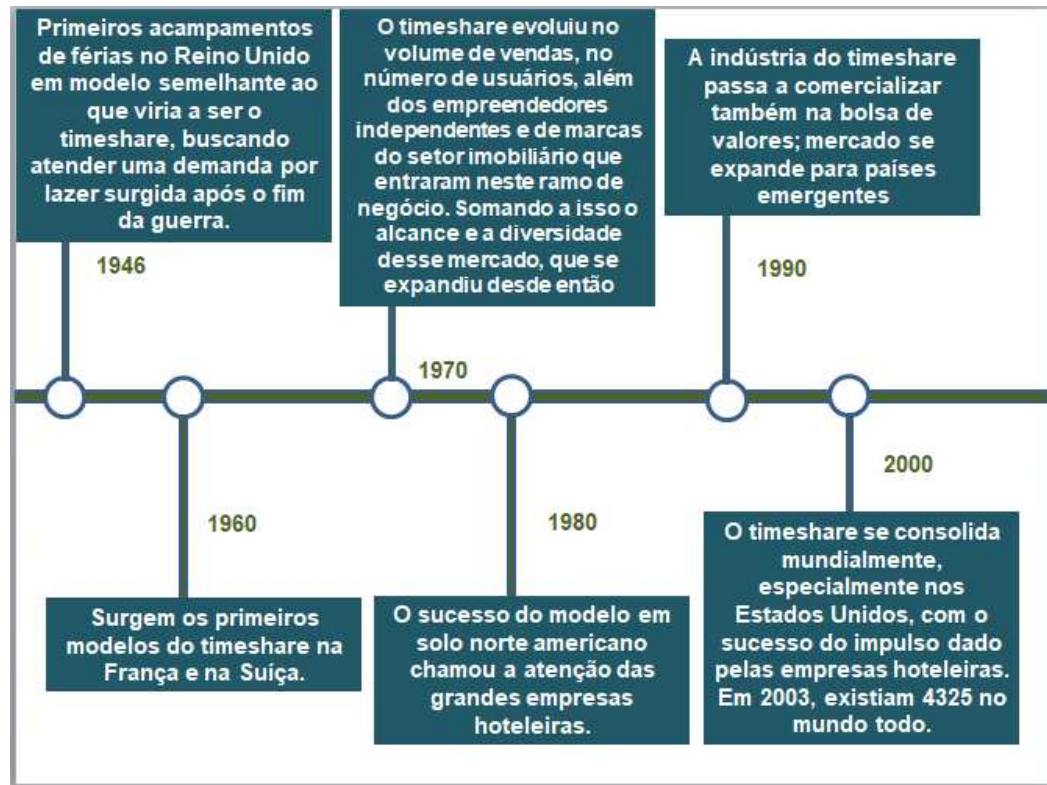 Primeiros acampamentos
de férias no Reino Unido
em modelo semelhante ao
que viria a ser o
timeshare, buscando
atender uma demanda por
lazer surgida após o fim
da guerra.
1946
Surgem os primeiros
modelos do timeshare na
França e na Suíça.
1960
O timeshare evoluiu no
volume de vendas, no
número de usuários, além
dos empreendedores
independentes e de marcas
do setor imobiliário que
entraram neste ramo de
negócio. Somando a isso o
alcance e a diversidade
desse mercado, que se
expandiu desde então
1970
O sucesso do modelo em
solo norte americano
chamou a atenção das
grandes empresas
hoteleiras.
1980
A indústria do timeshare
passa a comercializar
também na bolsa de
valores; mercado se
expande para países
emergentes
1990
O timeshare se consolida
mundialmente,
especialmente nos
Estados Unidos, com o
sucesso do impulso dado
pelas empresas hoteleiras.
Em 2003, existiam 4325 no
mundo todo.
2000